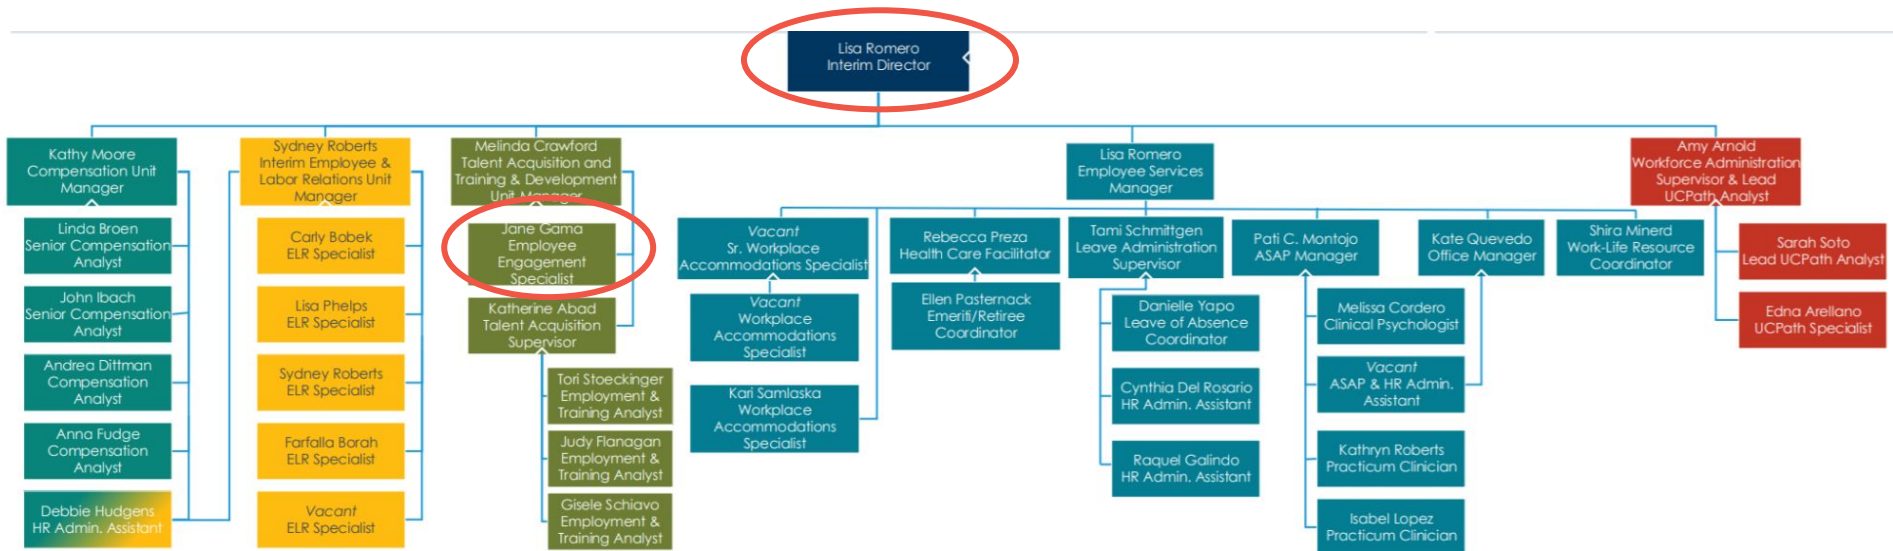 Lisa Romero
Interim Director
Kathy Moore
Compensation Unit
Manager
Linda Broen
Senior Compensation
Analyst
John Ibach
Senior Compensation
Analyst
Andrea Dittman
Compensation
Analyst
Anna Fudge
Compensation
Analyst
Debbie Hudgens
HR Admin. Assistant
Sydney Roberts
Interim Employee &
Labor Relations Unit
Manager
Carly Bobek
ELR Specialist
Lisa Phelps
ELR Specialist
Sydney Roberts
ELR Specialist
Farfalla Borah
ELR Specialist
Vacant
ELR Specialist
Melinda Crawford
Talent Acquisition and
Training & Development
Unit Manager
Jane Gama
Employee
Engagement
Specialist
Katherine Abad
Talent Acquisition
Supervisor
Tori Stoeckinger
Employment &
Training Analyst
Judy Flanagan
Employment &
Training Analyst
Gisele Schiavo
Employment &
Training Analyst
Lisa Romero
Employee Services
Manager
Vacant
Sr. Workplace
Accommodations Specialist
Vacant
Workplace
Accommodations
Specialist
Kari Samlaska
Workplace
Accommodations
Specialist
Rebecca Preza
Health Care Facilitator
Ellen Pasternack
Emeriti/Retiree
Coordinator
Tami Schmittgen
Leave Administration
Supervisor
Danielle Yapo
Leave of Absence
Coordinator
Cynthia Del Rosario
HR Admin. Assistant
Raquel Galindo
HR Admin. Assistant
Pati C. Montojo
ASAP Manager
Melissa Cordero
Clinical Psychologist
Vacant
ASAP & HR Admin.
Assistant
Kathryn Roberts
Practicum Clinician
Isabel Lopez
Practicum Clinician
Kate Quevedo
Office Manager
Shira Minerd
Work-Life Resource
Coordinator
Amy Arnold
Workforce Administration
Supervisor & Lead
UCPath Analyst
Sarah Soto
Lead UCPath Analyst
Edna Arellano
UCPath Specialist